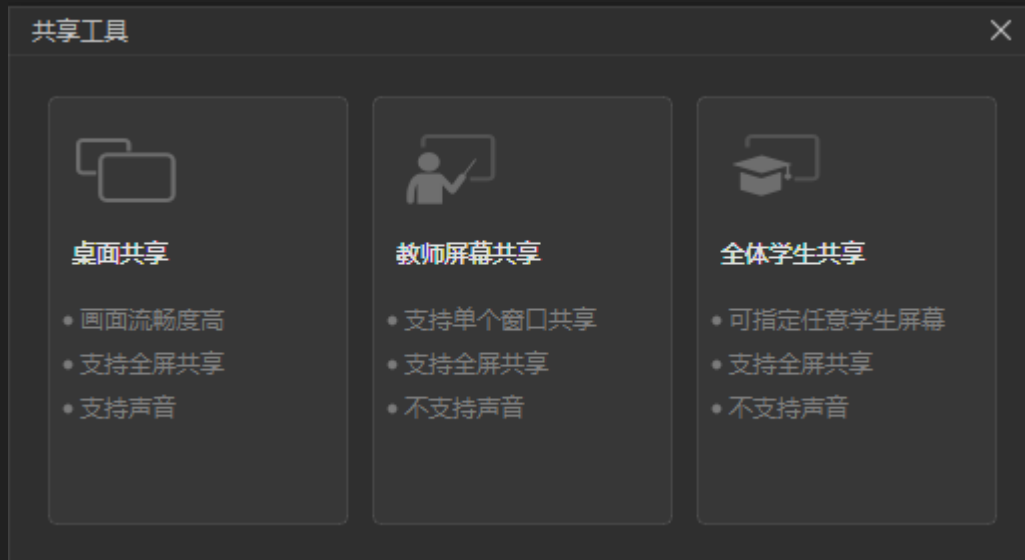 共享工具
桌面共享
• 画面流畅度高
• 支持全屏共享
• 支持声音
教师屏幕共享
• 支持单个窗口共享
• 支持全屏共享
• 不支持声音
全体学生共享
• 可指定任意学生屏幕
• 支持全屏共享
• 不支持声音